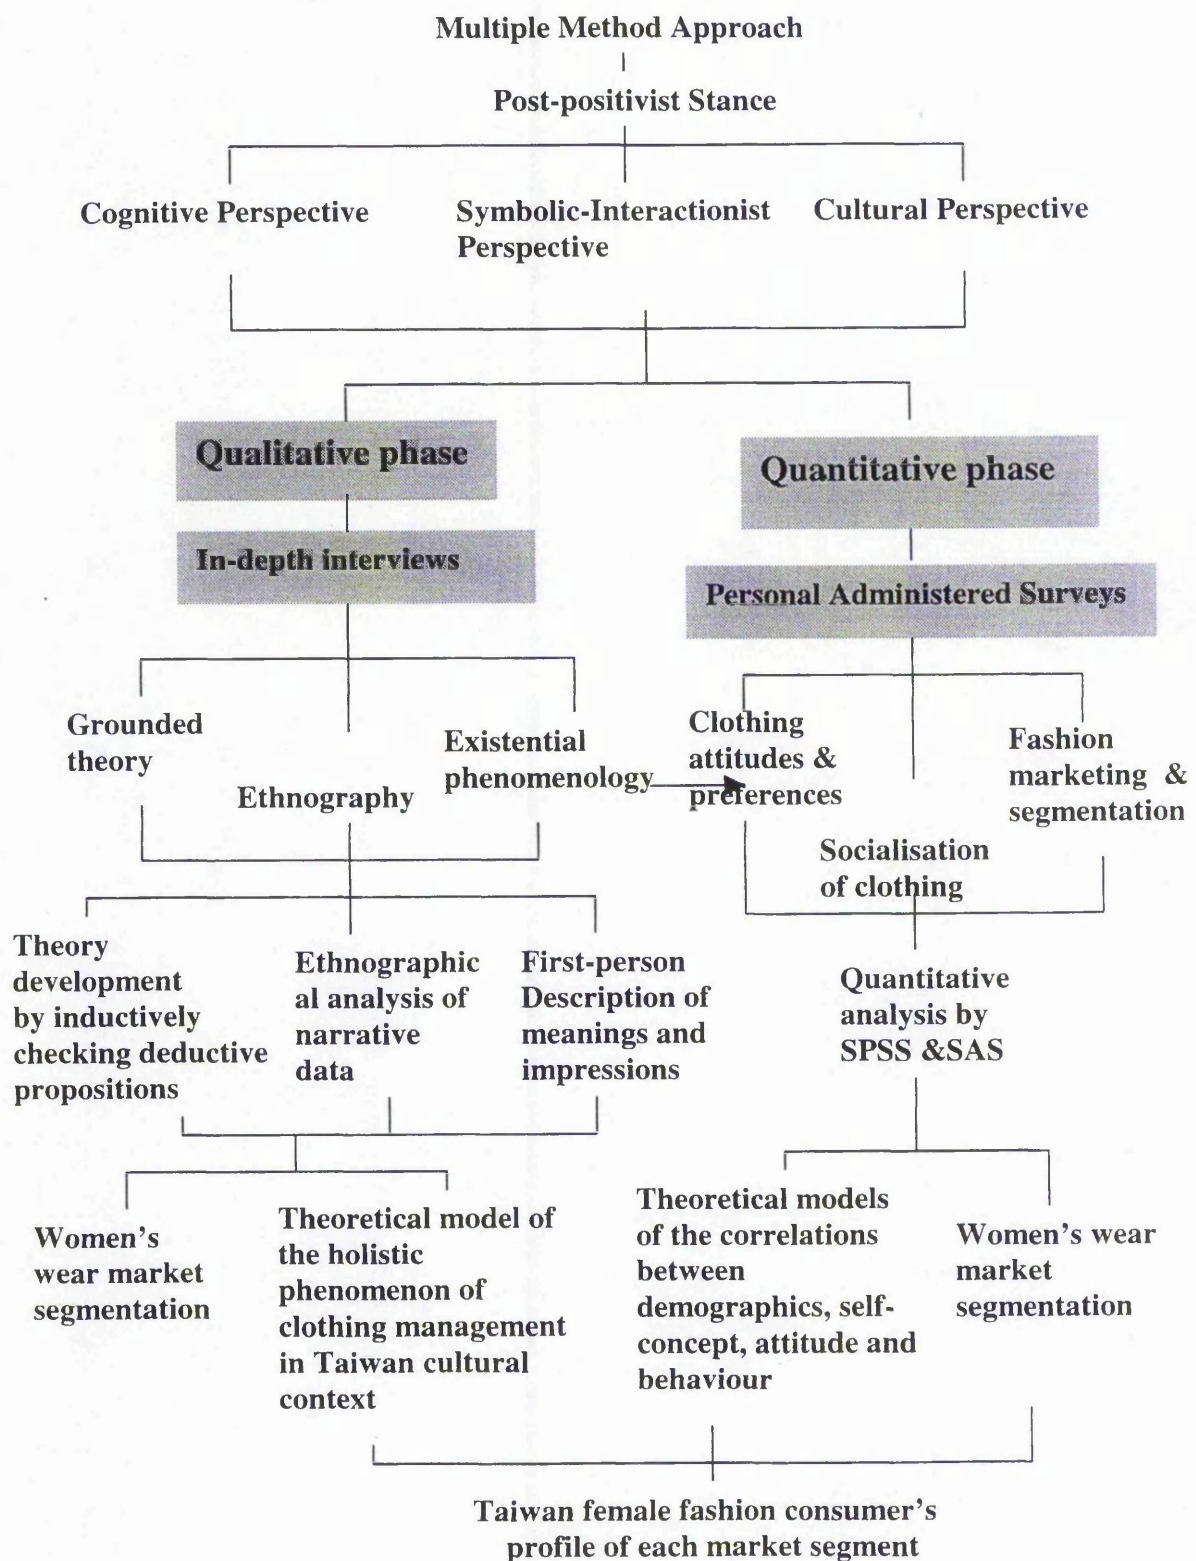 Multiple Method Approach
Post-positivist Stance
Cognitive Perspective
Symbolic-Interactionist
Perspective
Cultural Perspective
Qualitative phase
Quantitative phase
In-depth interviews
Personal Administered Surveys
Grounded
theory
Ethnography
Existential
phenomenology
Clothing
attitudes &
preferences
Socialisation
of clothing
Fashion
marketing &
segmentation
Theory
development
by inductively
checking deductive
propositions
Ethnographic
al analysis of
narrative
data
First-person
Description of
meanings and
impressions
Quantitative
analysis by
SPSS &SAS
Women's
wear market
segmentation
Theoretical model of
the holistic
phenomenon of
clothing management
in Taiwan cultural
context
Theoretical models
of the correlations
between
demographics, self-
concept, attitude and
behaviour
Women's wear
market
segmentation
Taiwan female fashion consumer's
profile of each market segment